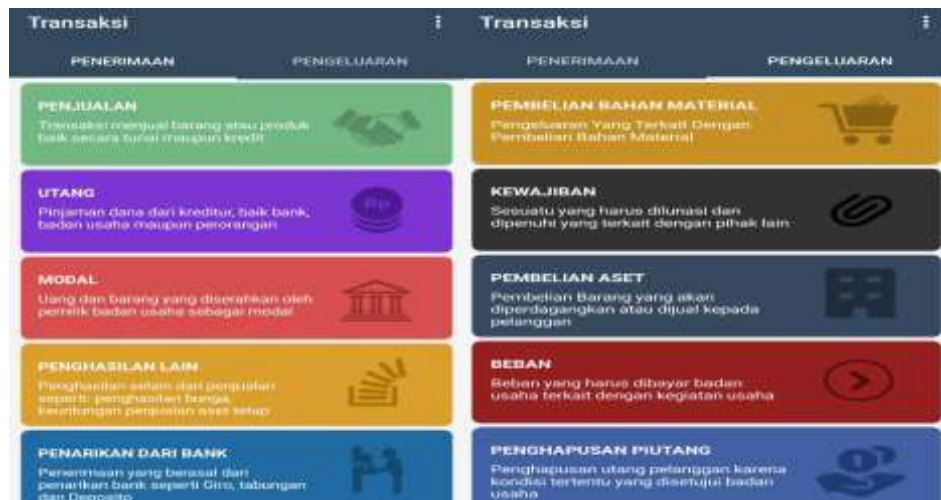 Transaksi
PENERIMAAN
PENGELUARAN
PENJUALAN
Transaksi menjual barang atau produk
baik secara tunai maupun kredit
UTANG
Pinjaman dana dari kreditur, baik bank,
badan usaha maupun perorangan
MODAL
Uang dan barang yang diserahkan oleh
pemilik badan usaha sebagai modal
PENGHASILAN LAIN
Penghasilan selain dari penjualan
seperti: penghasilan bunga,
keuntungan penjualan aset tetap
PENARIKAN DARI BANK
Penerimaan yang berasal dari
penarikan bank seperti Giro, tabungan
dan Deposito
Transaksi
PENERIMAAN
PENGELUARAN
PEMBELIAN BAHAN MATERIAL
Pengeluaran Yang Terkait Dengan
Pembelian Bahan Material
KEWAJIBAN
Sesuatu yang harus dilunasi dan
dipenuhi yang terkait dengan pihak lain
PEMBELIAN ASET
Pembelian Barang yang akan
diperdagangkan atau dijual kepada
pelanggan
BEBAN
Beban yang harus dibayar badan
usaha terkait dengan kegiatan usaha
PENGHAPUSAN PIUTANG
Penghapusan utang pelanggan karena
kondisi tertentu yang disetujui badan
usaha